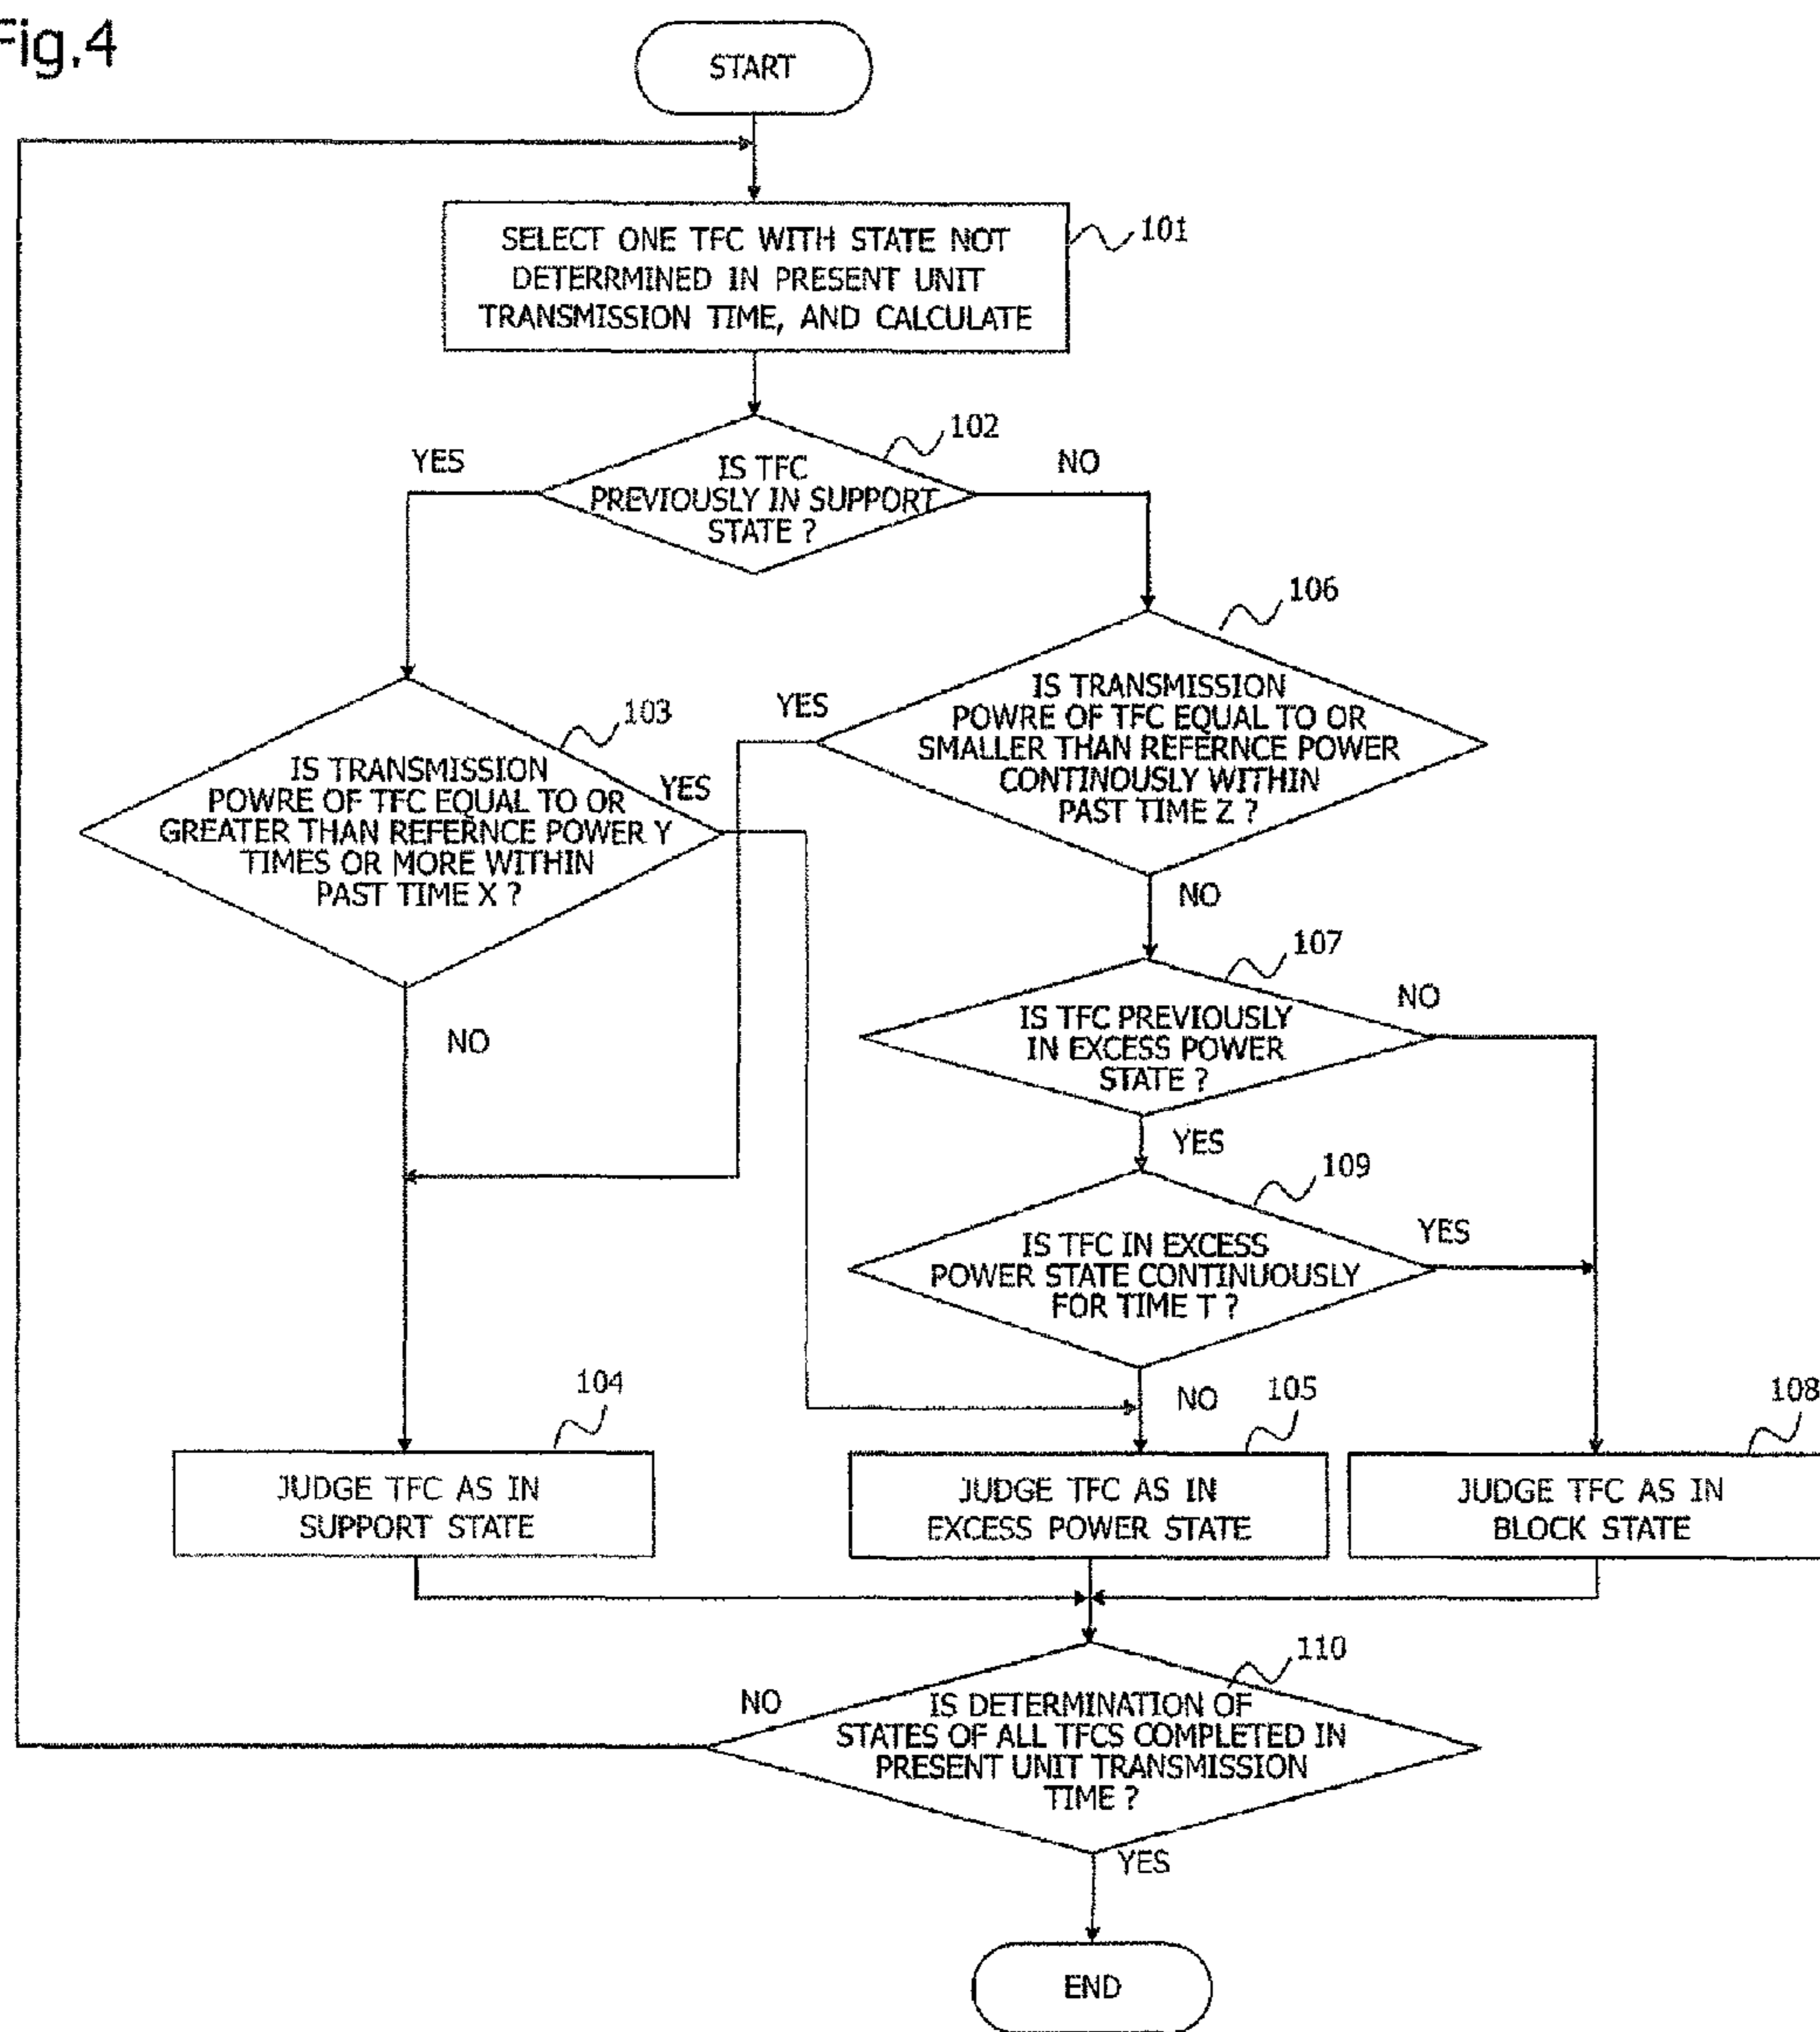 Fig.4
START
SELECT ONE TFC WITH STATE NOT
DETERRMINED IN PRESENT UNIT
TRANSMISSION TIME, AND CALCULATE
101
IS TFC
PREVIOUSLY IN SUPPORT
STATE ?
102
YES
NO
106
IS TRANSMISSION
POWRE OF TFC EQUAL TO OR
SMALLER THAN REFERNCE POWER
CONTINOUSLY WITHIN
PAST TIME Z ?
YES
NO
103
IS TRANSMISSION
POWRE OF TFC EQUAL TO OR
GREATER THAN REFERNCE POWER Y
TIMES OR MORE WITHIN
PAST TIME X ?
YES
NO
107
IS TFC PREVIOUSLY
IN EXCESS POWER
STATE ?
NO
YES
109
IS TFC IN EXCESS
POWER STATE CONTINUOUSLY
FOR TIME T ?
YES
NO
104
JUDGE TFC AS IN
SUPPORT STATE
105
JUDGE TFC AS IN
EXCESS POWER STATE
108
JUDGE TFC AS IN
BLOCK STATE
110
IS DETERMINATION OF
STATES OF ALL TFCS COMPLETED IN
PRESENT UNIT TRANSMISSION
TIME ?
NO
YES
END